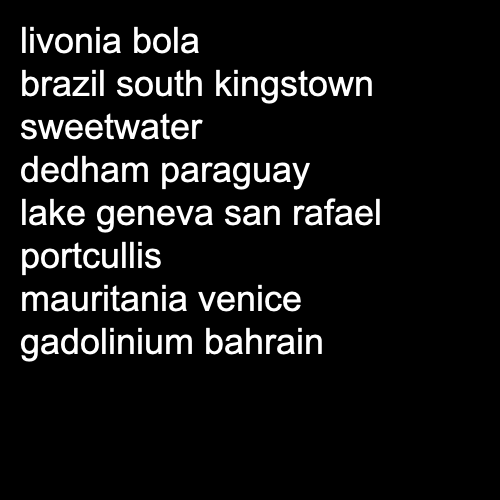 livonia bola
brazil south kingstown
sweetwater
dedham paraguay
lake geneva san rafael
portcullis
mauritania venice
gadolinium bahrain